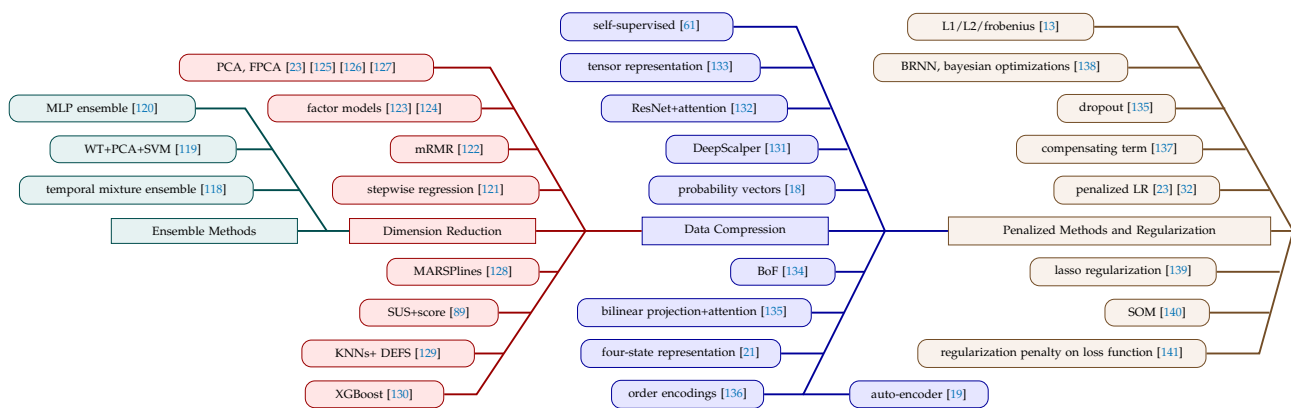 self-supervised [61]
L1/L2/frobenius [13]
PCA, FPCA [23] [125] [126] [127]
tensor representation [133]
BRNN, bayesian optimizations [138]
MLP ensemble [120]
factor models [123] [124]
ResNet+attention [132]
dropout [135]
WT+PCA+SVM [119]
mRMR [122]
DeepScalper [131]
compensating term [137]
temporal mixture ensemble [118]
stepwise regression [121]
probability vectors [18]
penalized LR [23] [32]
Ensemble Methods
Dimension Reduction
Data Compression
Penalized Methods and Regularization
MARSPlines [128]
BoF [134]
lasso regularization [139]
SUS+score [89]
bilinear projection+attention [135]
SOM [140]
KNNs+ DEFS [129]
four-state representation [21]
regularization penalty on loss function [141]
XGBoost [130]
order encodings [136]
auto-encoder [19]